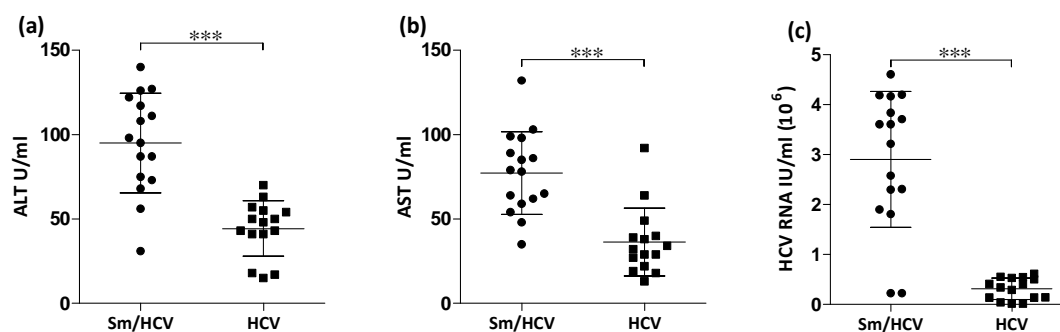 (a)
***
ALT U/ml
150
100
50
0
Sm/HCV HCV
(b)
***
AST U/ml
150
100
50
0
Sm/HCV HCV
(c)
***
HCV RNA IU/ml (10⁶)
5
4
3
2
1
0
Sm/HCV HCV